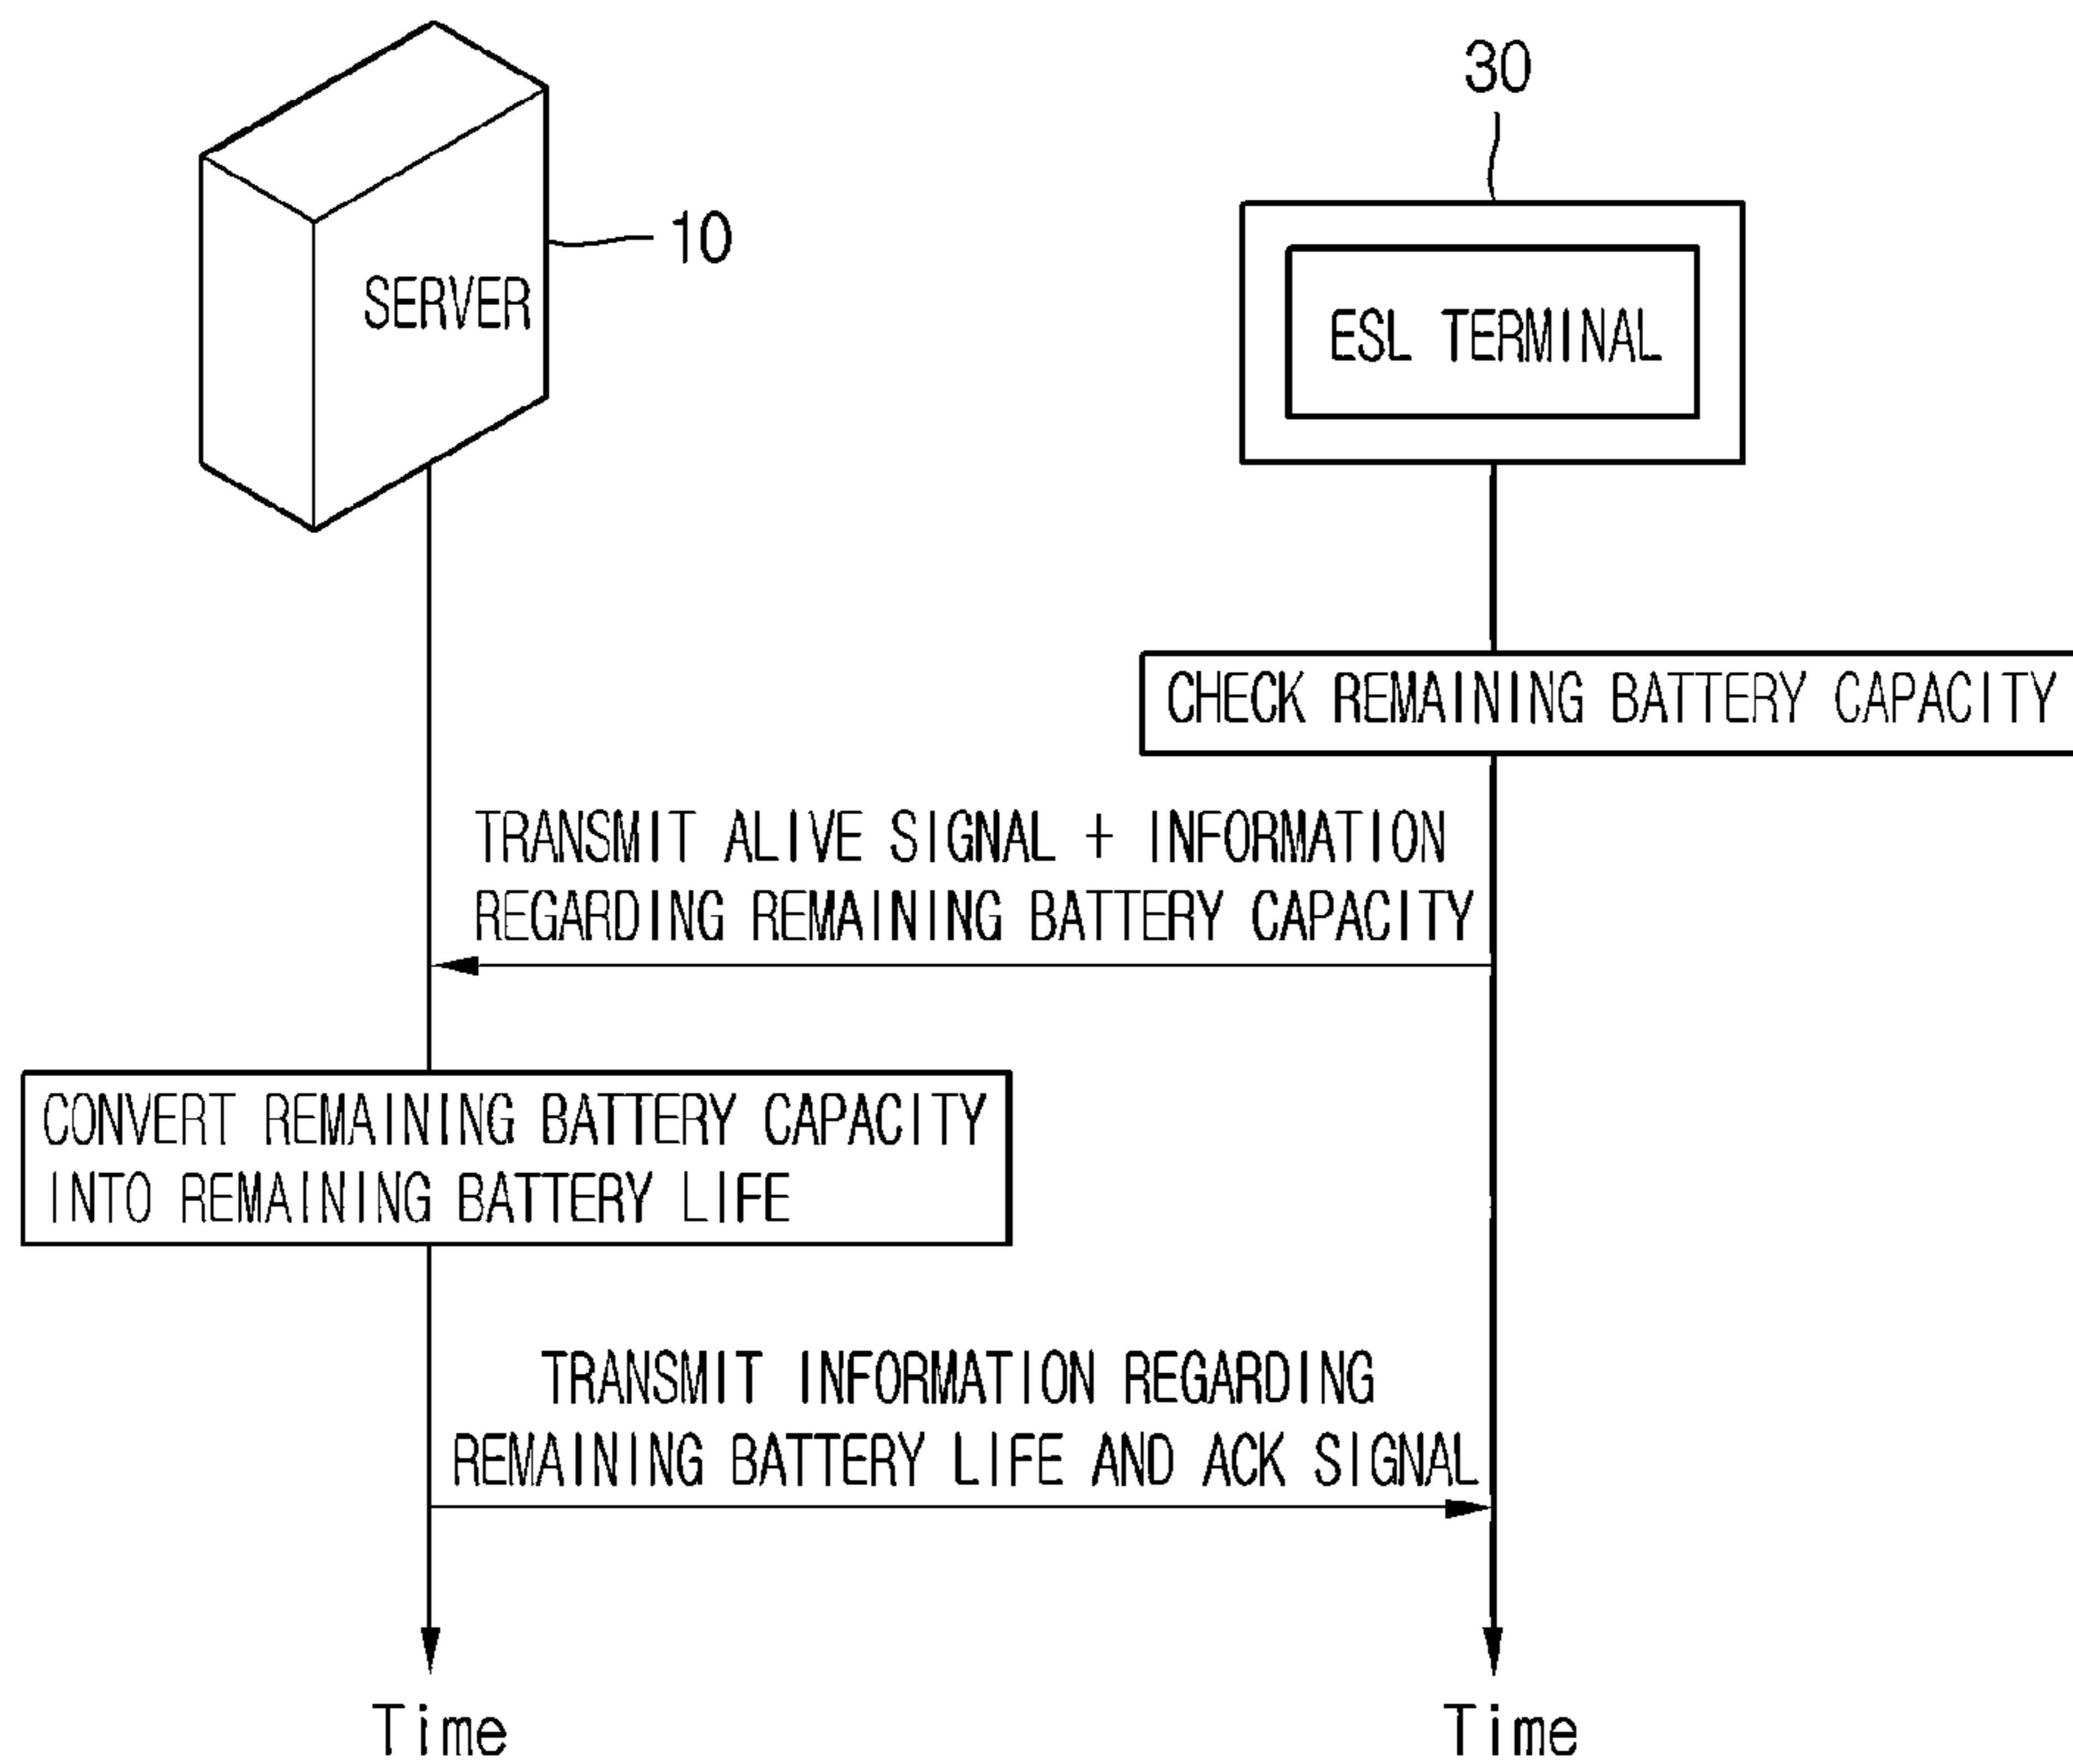 30
10
SERVER
ESL TERMINAL
CHECK REMAINING BATTERY CAPACITY
TRANSMIT ALIVE SIGNAL + INFORMATION
REGARDING REMAINING BATTERY CAPACITY
CONVERT REMAINING BATTERY CAPACITY
INTO REMAINING BATTERY LIFE
TRANSMIT INFORMATION REGARDING
REMAINING BATTERY LIFE AND ACK SIGNAL
Time
Time